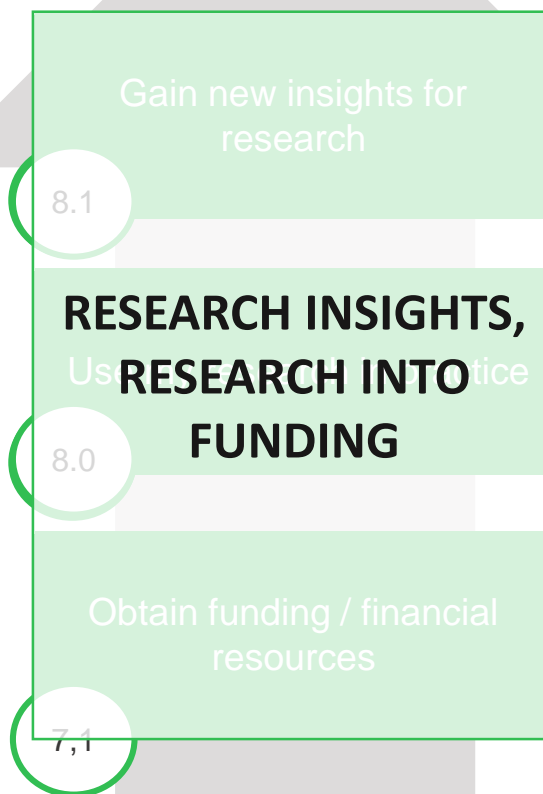 Gain new insights for
research
8.1
RESEARCH INSIGHTS,
RESEARCH INTO
FUNDING
8.0
Obtain funding / financial
resources
7,1